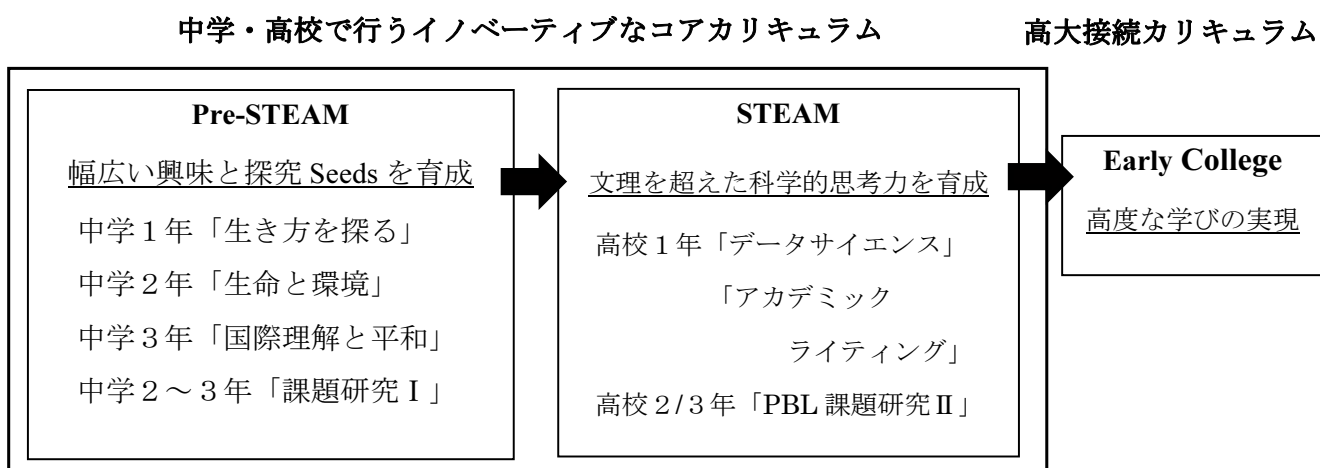 中学・高校で行うイノベーティブなコアカリキュラム
高大接続カリキュラム
Pre-STEAM
幅広い興味と探究 Seeds を育成
中学１年「生き方を探る」
中学２年「生命と環境」
中学３年「国際理解と平和」
中学２～３年「課題研究Ⅰ」
STEAM
文理を超えた科学的思考力を育成
高校１年「データサイエンス」
「アカデミック
ライティング」
高校２/３年「PBL 課題研究Ⅱ」
Early College
高度な学びの実現